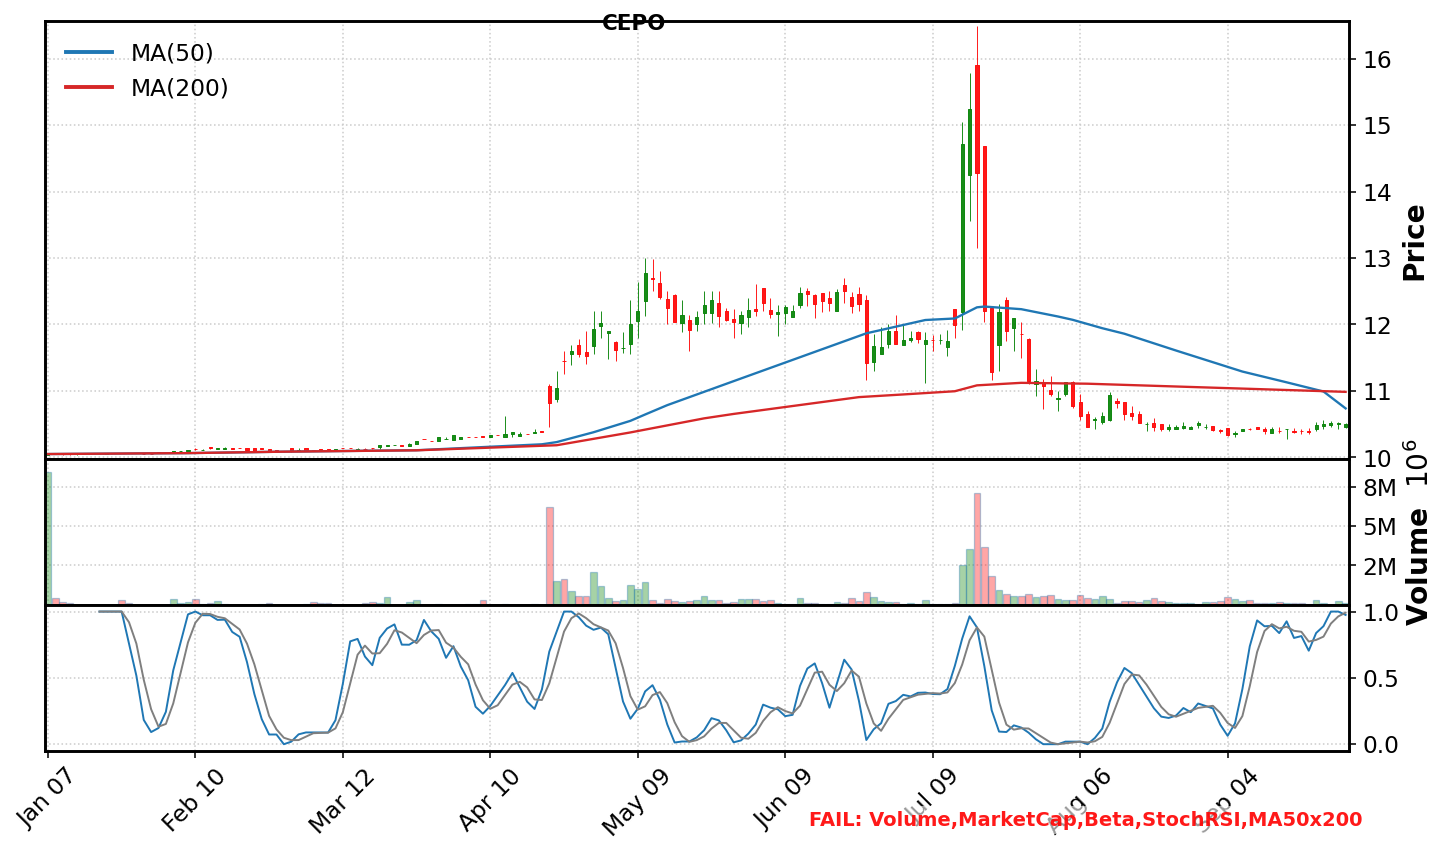 CEPO
MA(50)
MA(200)
16
15
14
13
12
11
10
Price
10⁶
8M
5M
2M
Volume
1.0
0.5
0.0
Jan 07
Feb 10
Mar 12
Apr 10
May 09
Jun 09
Jul 09
Aug 06
Sep 04
FAIL: Volume,MarketCap,Beta,StochRSI,MA50x200